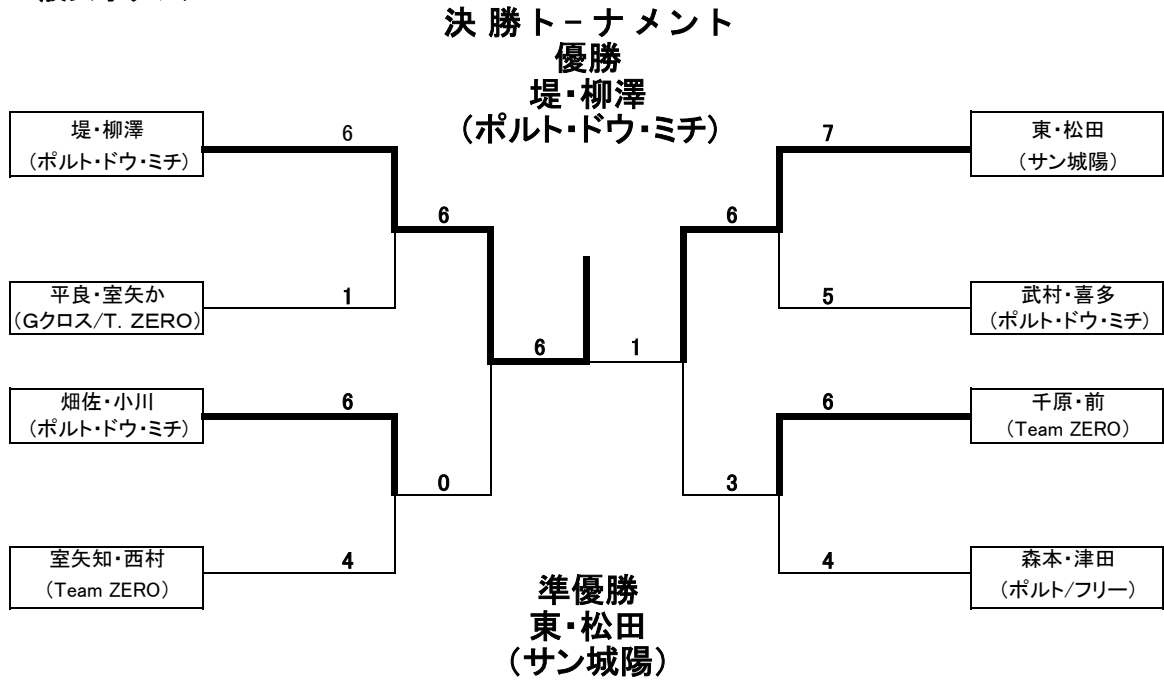 決 勝 ト－ナ メント
優勝
堤・柳澤
（ポルト・ドウ・ミチ）
堤・柳澤
（ポルト・ドウ・ミチ）
6
7
東・松田
（サン城陽）
6
6
平良・室矢か
（Gクロス/T. ZERO）
1
5
武村・喜多
（ポルト・ドウ・ミチ）
6
1
畑佐・小川
（ポルト・ドウ・ミチ）
6
6
千原・前
（Team ZERO）
0
3
室矢知・西村
（Team ZERO）
4
4
森本・津田
（ポルト/フリー）
準優勝
東・松田
（サン城陽）